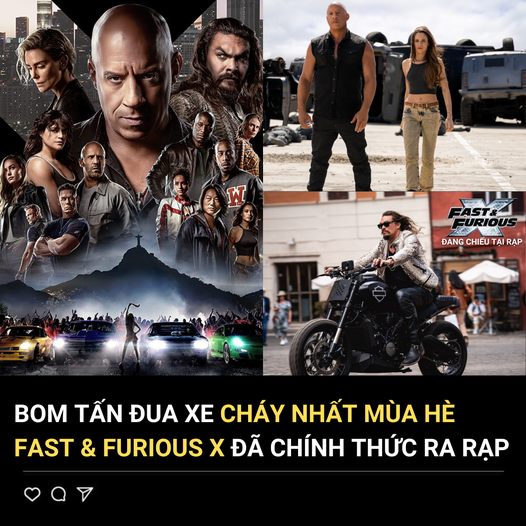 FAST & FURIOUS
ĐANG CHIẾU TẠI RẠP
W
BOM TẤN ĐUA XE CHÁY NHẤT MÙA HÈ
FAST & FURIOUS X ĐÃ CHÍNH THỨC RA RẠP